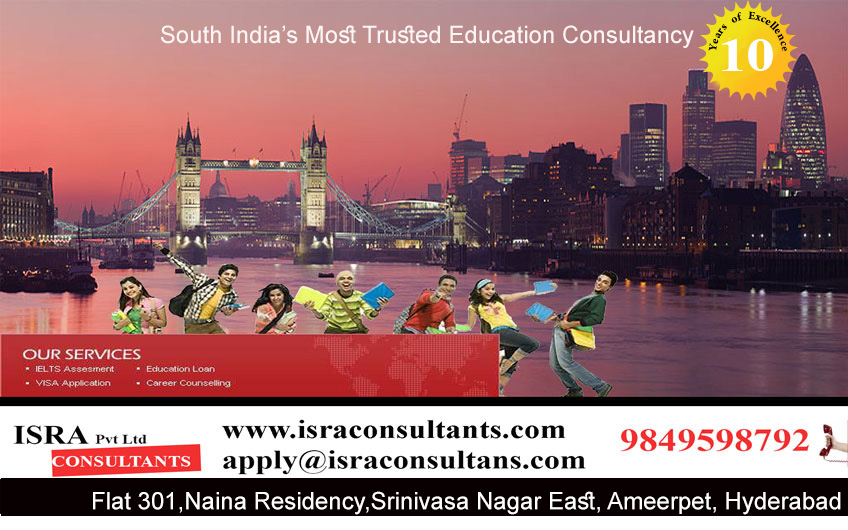 South India's Most Trusted Education Consultancy
Years of Excellence
10
OUR SERVICES
▪ IELTS Assesment ▪ Education Loan
▪ VISA Application ▪ Career Counselling
ISRA Pvt Ltd
CONSULTANTS
www.israconsultants.com
apply@israconsultans.com
9849598792
Flat 301,Naina Residency,Srinivasa Nagar East, Ameerpet, Hyderabad